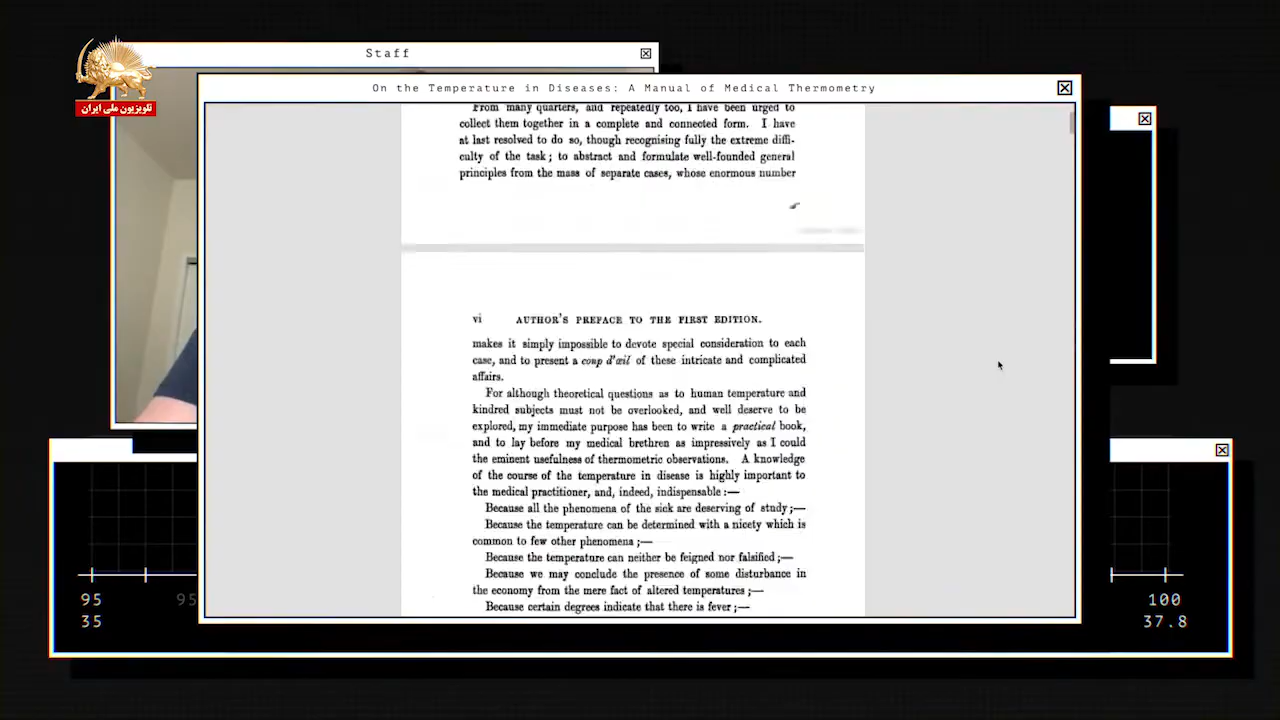 Staff
On the Temperature in Diseases: A Manual of Medical Thermometry
تلویزیون ملی ایران
From many quarters, and repeatedly too, I have been urged to
collect them together in a complete and connected form. I have
at last resolved to do so, though recognising fully the extreme diffi-
culty of the task; to abstract and formulate well-founded general
principles from the mass of separate cases, whose enormous number
vi AUTHOR'S PREFACE TO THE FIRST EDITION.
makes it simply impossible to devote special consideration to each
case, and to present a coup d'œil of these intricate and complicated
affairs.
For although theoretical questions as to human temperature and
kindred subjects must not be overlooked, and well deserve to be
explored, my immediate purpose has been to write a practical book,
and to lay before my medical brethren as impressively as I could
the eminent usefulness of thermometric observations. A knowledge
of the course of the temperature in disease is highly important to
the medical practitioner, and, indeed, indispensable :—
Because all the phenomena of the sick are deserving of study ;—
Because the temperature can be determined with a nicety which is
common to few other phenomena ;—
Because the temperature can neither be feigned nor falsified ;—
Because we may conclude the presence of some disturbance in
the economy from the mere fact of altered temperatures ;—
Because certain degrees indicate that there is fever ;—
95 95 100
35 37.8